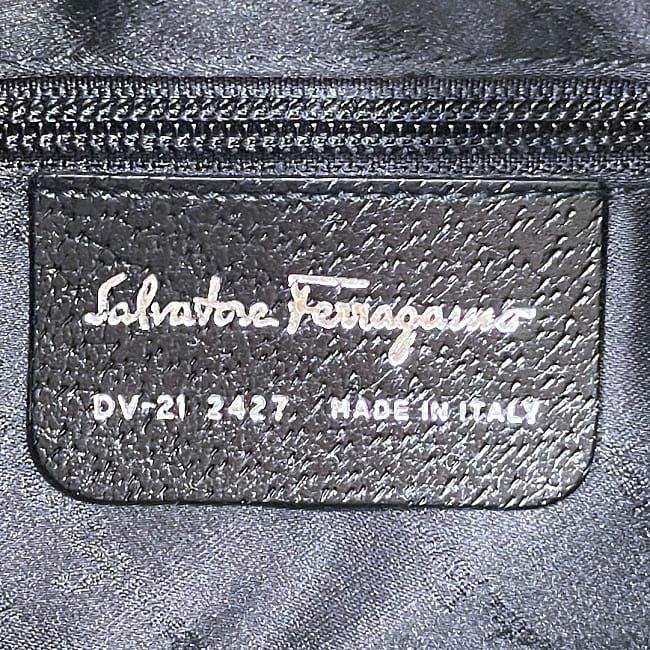 Salvatore Ferragamo
DV-21 2427 MADE IN ITALY